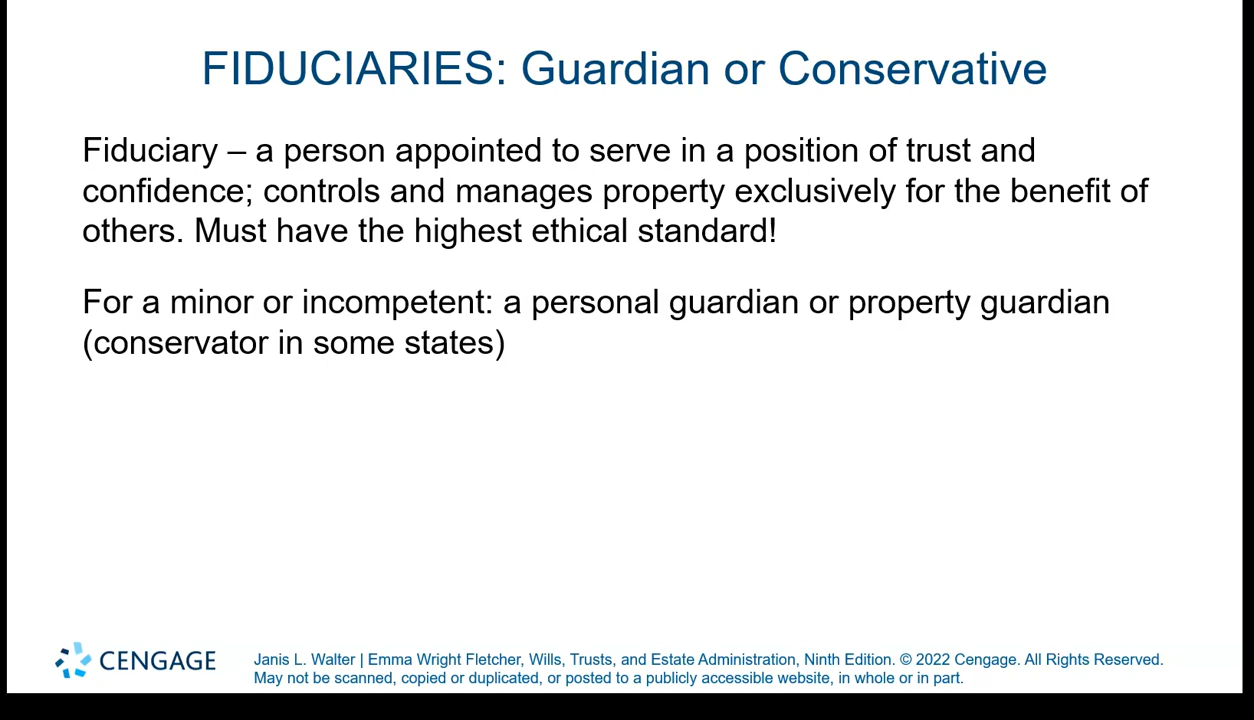 FIDUCIARIES: Guardian or Conservative
Fiduciary – a person appointed to serve in a position of trust and
confidence; controls and manages property exclusively for the benefit of
others. Must have the highest ethical standard!
For a minor or incompetent: a personal guardian or property guardian
(conservator in some states)
CENGAGE
Janis L. Walter | Emma Wright Fletcher, Wills, Trusts, and Estate Administration, Ninth Edition. © 2022 Cengage. All Rights Reserved.
May not be scanned, copied or duplicated, or posted to a publicly accessible website, in whole or in part.